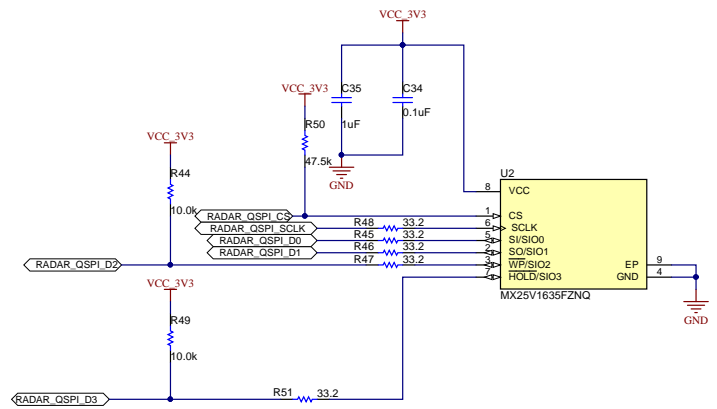 VCC_3V3
C35
1uF
C34
0.1uF
GND
VCC_3V3
R50
47.5k
VCC_3V3
R44
10.0k
U2
8 VCC
RADAR_QSPI_CS 1 CS
RADAR_QSPI_SCLK R48 33.2 6 SCLK
RADAR_QSPI_D0 R45 33.2 5 SI/SIO0
RADAR_QSPI_D1 R46 33.2 2 SO/SIO1
RADAR_QSPI_D2 R47 33.2 3 WP/SIO2 EP 9
7 HOLD/SIO3 GND 4
MX25V1635FZNQ
GND
VCC_3V3
R49
10.0k
RADAR_QSPI_D3 R51 33.2